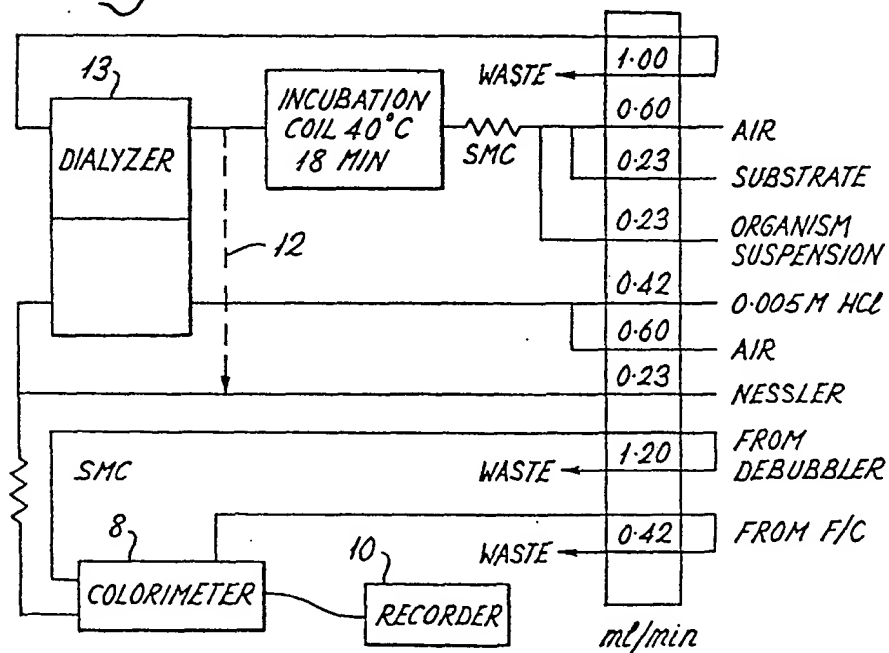 13
DIALYZER
INCUBATION
COIL 40°C
18 MIN
SMC
12
WASTE
1·00
0·60
AIR
0·23
SUBSTRATE
0·23
ORGANISM
SUSPENSION
0·42
0·005M HCl
0·60
AIR
0·23
NESSLER
SMC
WASTE
1·20
FROM
DEBUBBLER
WASTE
0·42
FROM F/C
8
COLORIMETER
10
RECORDER
ml/min